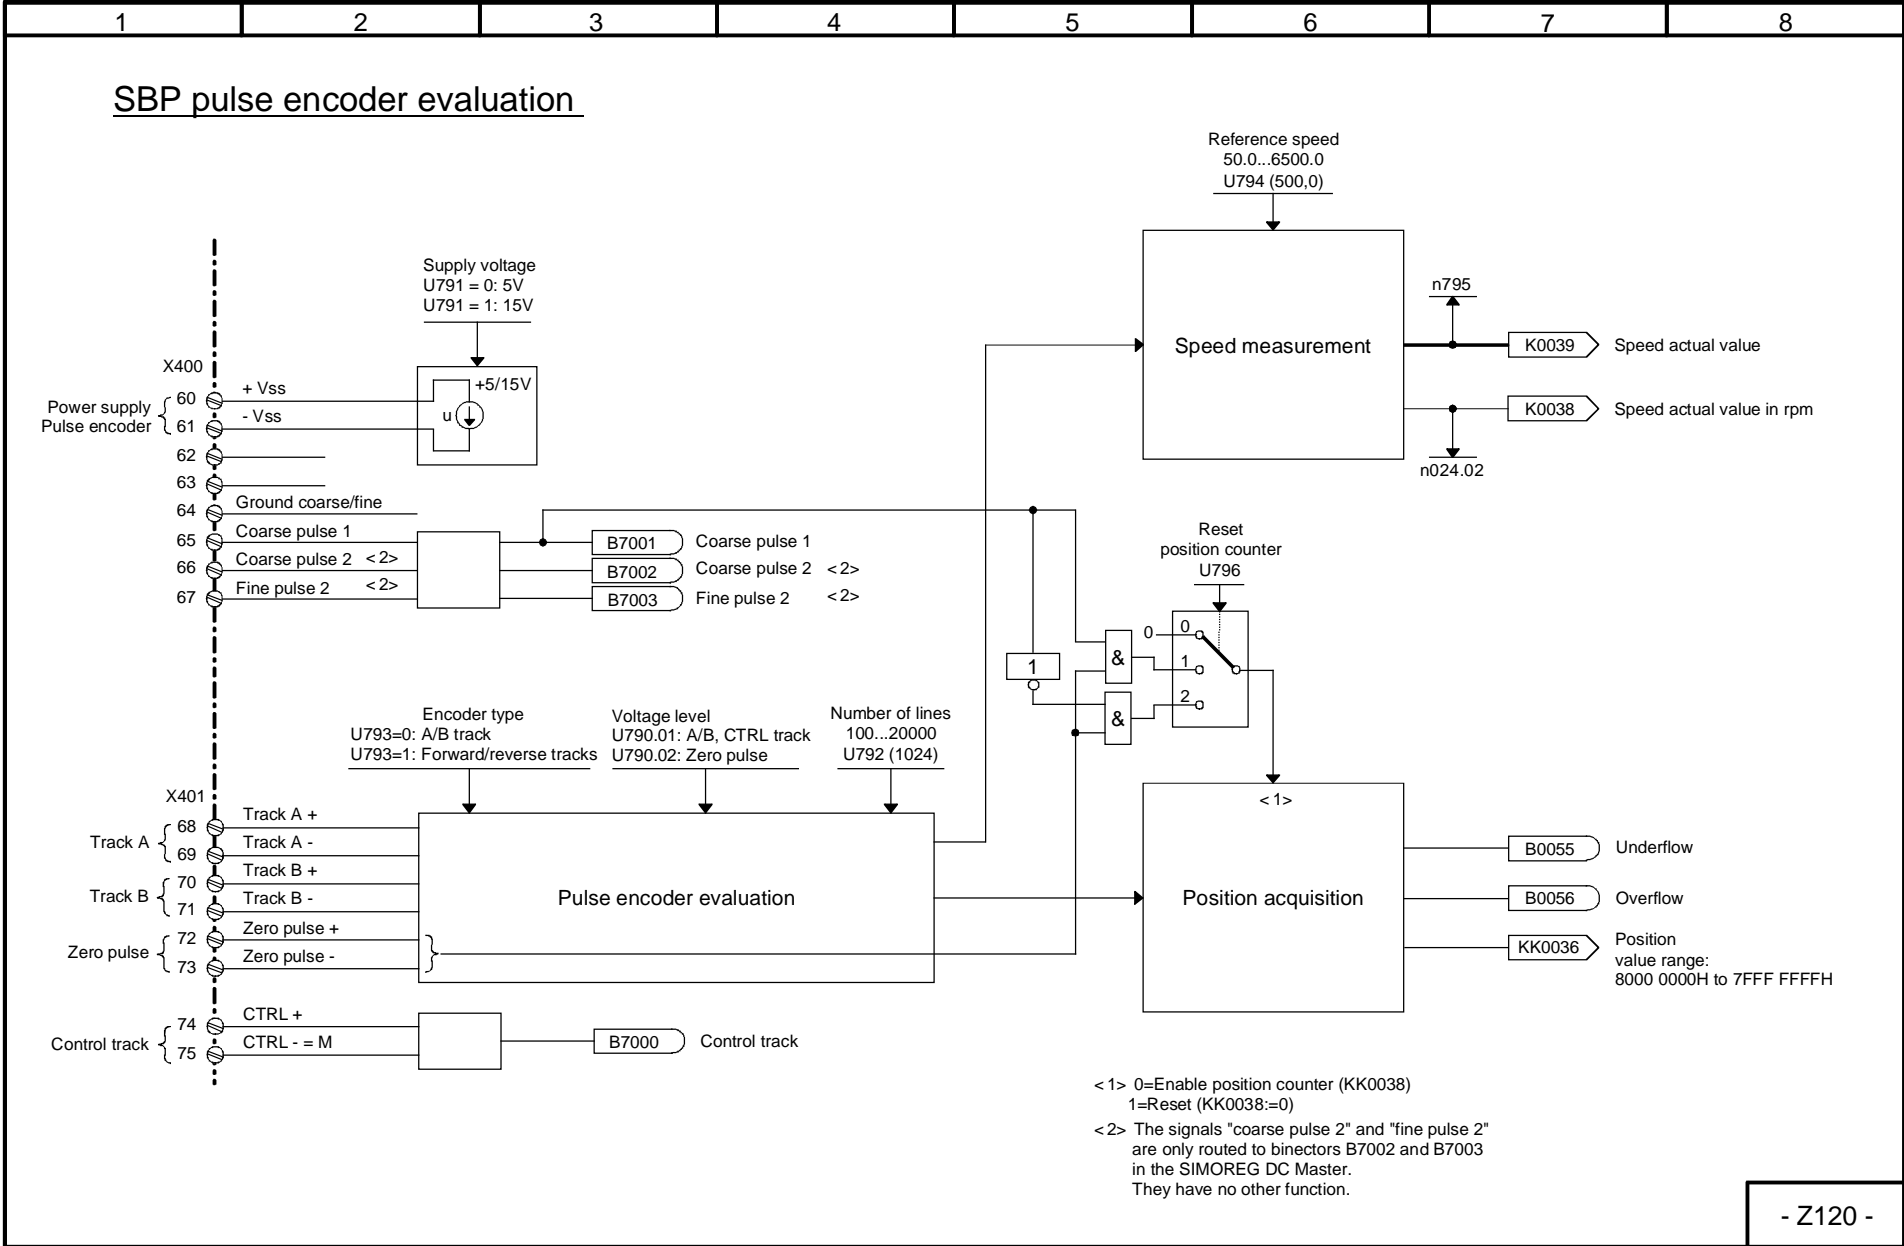 1 2 3 4 5 6 7 8
SBP pulse encoder evaluation
Reference speed
50.0...6500.0
U794 (500,0)
Supply voltage
U791 = 0: 5V
U791 = 1: 15V
n795
Speed measurement
K0039 Speed actual value
K0038 Speed actual value in rpm
n024.02
X400
Power supply
Pulse encoder
60 + Vss
61 - Vss
+5/15V
u
62
63
64 Ground coarse/fine
65 Coarse pulse 1
66 Coarse pulse 2 <2>
67 Fine pulse 2 <2>
B7001 Coarse pulse 1
B7002 Coarse pulse 2 <2>
B7003 Fine pulse 2 <2>
Reset
position counter
U796
0 0
1
2
1
&
&
Encoder type
U793=0: A/B track
U793=1: Forward/reverse tracks
Voltage level
U790.01: A/B, CTRL track
U790.02: Zero pulse
Number of lines
100...20000
U792 (1024)
X401
Track A
68 Track A +
69 Track A -
Track B
70 Track B +
71 Track B -
Zero pulse
72 Zero pulse +
73 Zero pulse -
Pulse encoder evaluation
<1>
Position acquisition
B0055 Underflow
B0056 Overflow
KK0036 Position
value range:
8000 0000H to 7FFF FFFFH
Control track
74 CTRL +
75 CTRL - = M
B7000 Control track
<1> 0=Enable position counter (KK0038)
1=Reset (KK0038:=0)
<2> The signals "coarse pulse 2" and "fine pulse 2"
are only routed to binectors B7002 and B7003
in the SIMOREG DC Master.
They have no other function.
- Z120 -